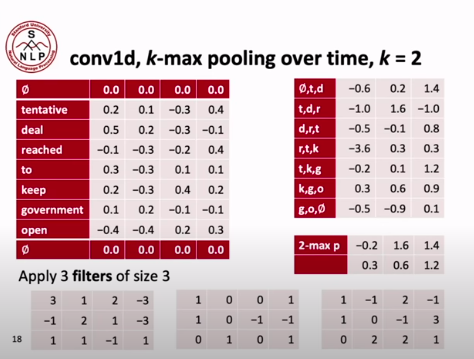 Stanford University
S
N L P
Natural Language Processing
conv1d, k-max pooling over time, k = 2
Ø 0.0 0.0 0.0 0.0
tentative 0.2 0.1 −0.3 0.4
deal 0.5 0.2 −0.3 −0.1
reached −0.1 −0.3 −0.2 0.4
to 0.3 −0.3 0.1 0.1
keep 0.2 −0.3 0.4 0.2
government 0.1 0.2 −0.1 −0.1
open −0.4 −0.4 0.2 0.3
Ø 0.0 0.0 0.0 0.0
Ø,t,d −0.6 0.2 1.4
t,d,r −1.0 1.6 −1.0
d,r,t −0.5 −0.1 0.8
r,t,k −3.6 0.3 0.3
t,k,g −0.2 0.1 1.2
k,g,o 0.3 0.6 0.9
g,o,Ø −0.5 −0.9 0.1
2-max p −0.2 1.6 1.4
0.3 0.6 1.2
Apply 3 filters of size 3
3 1 2 −3
−1 2 1 −3
1 1 −1 1
1 0 0 1
1 0 −1 −1
0 1 0 1
1 −1 2 −1
1 0 −1 3
0 2 2 1
18